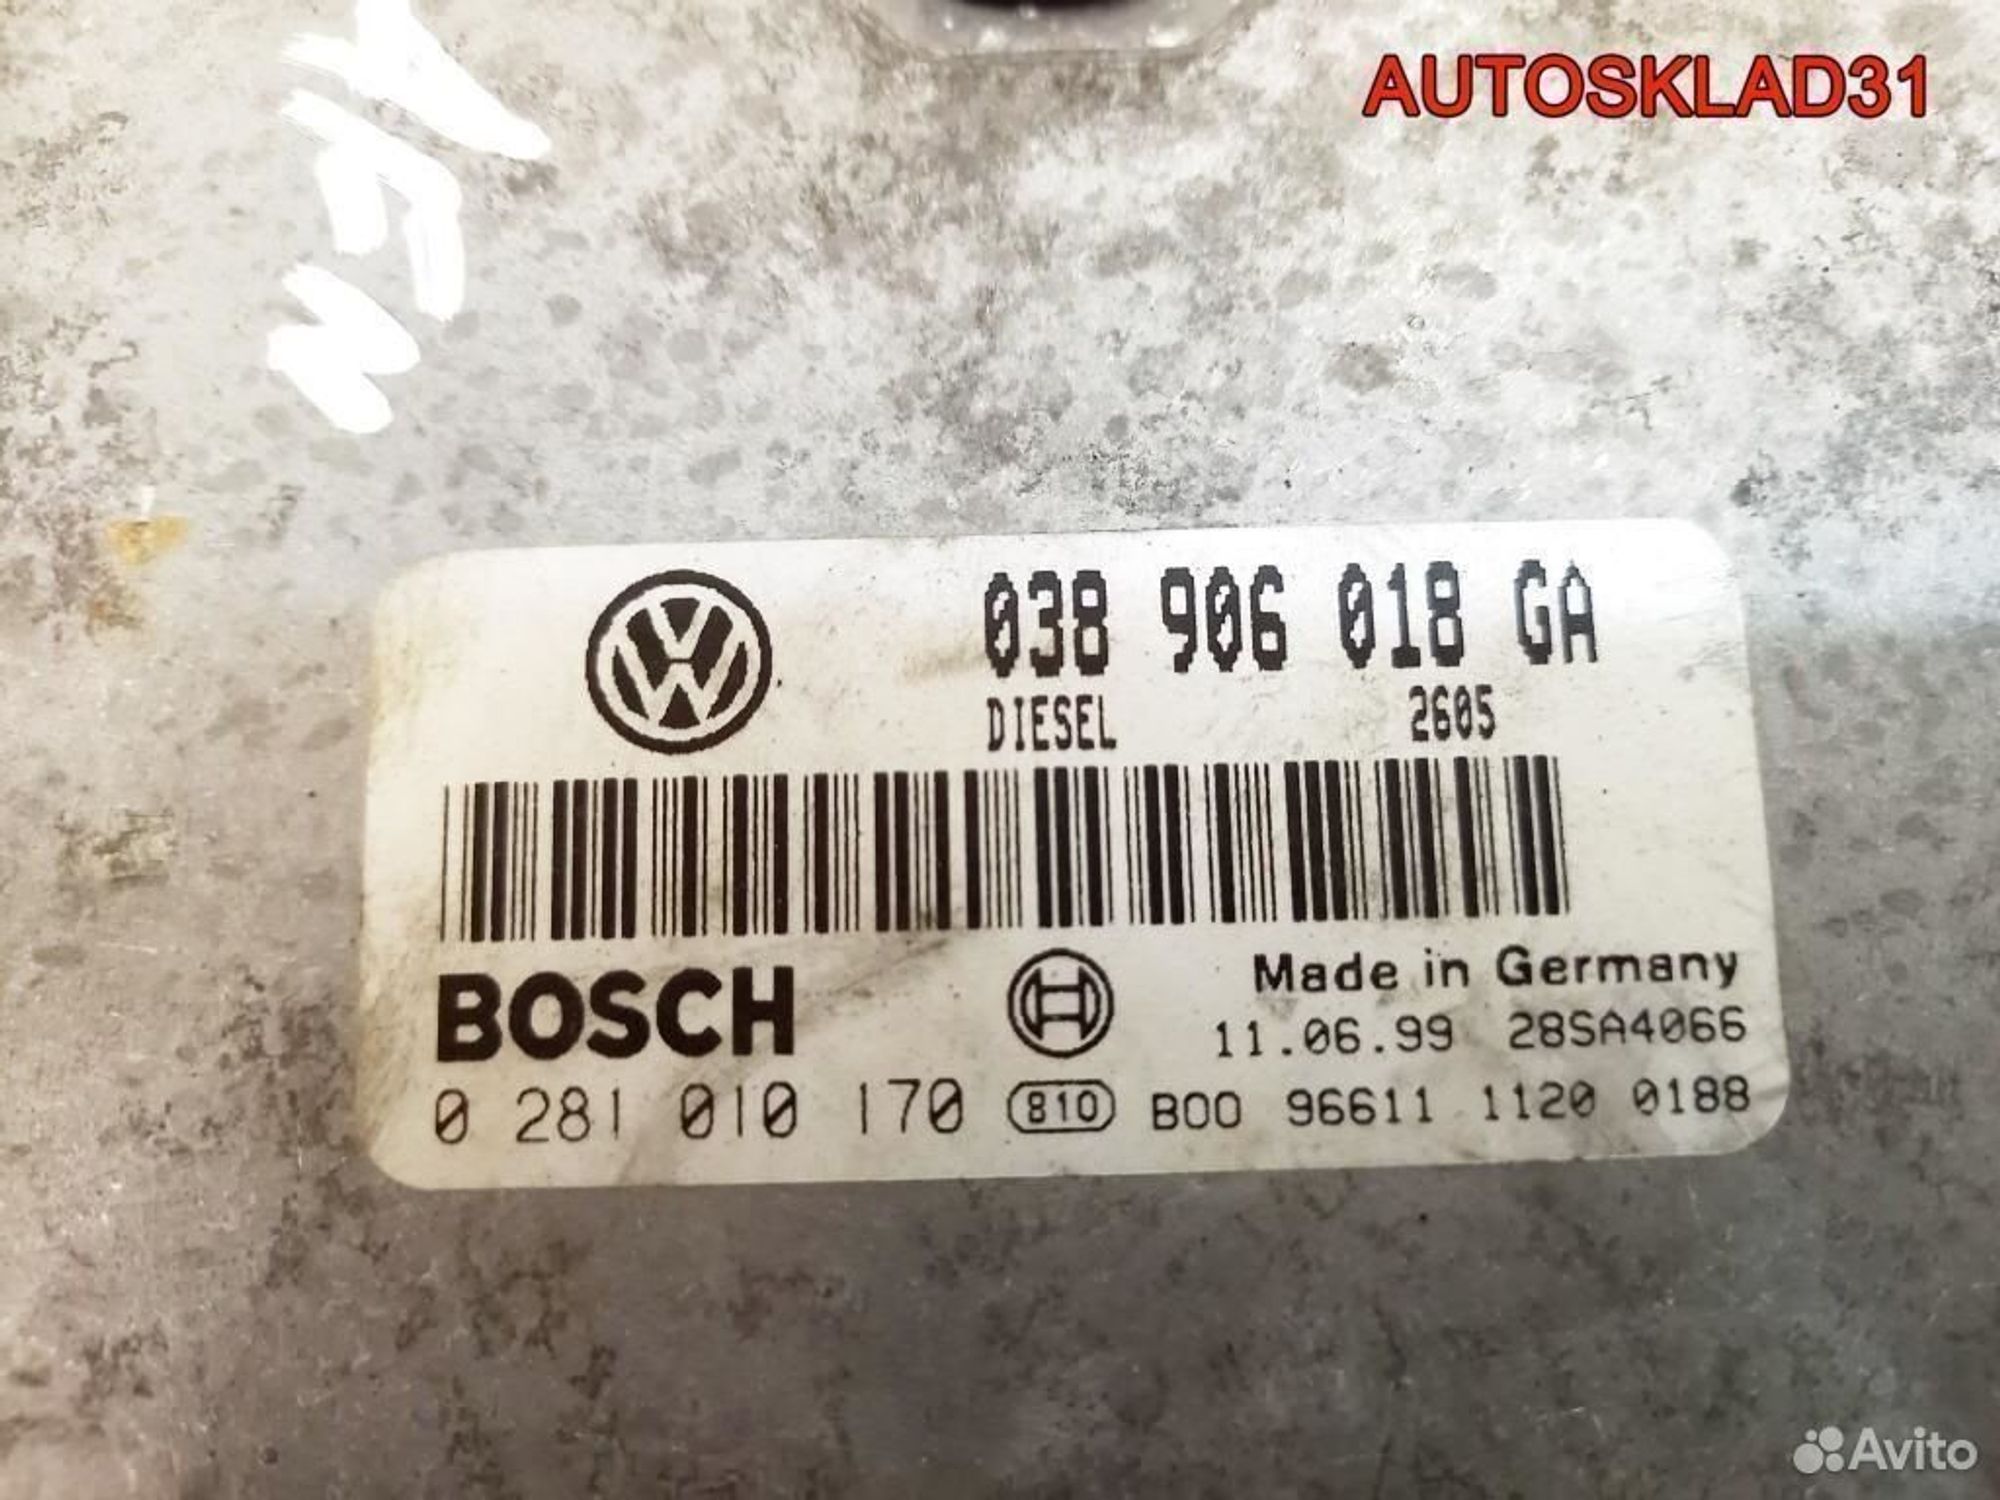 AUTOSKLAD31
038 906 018 GA
DIESEL 2605
BOSCH
Made in Germany
11.06.99 28SA4066
0 281 010 170 810 B00 96611 1120 0188
Avito